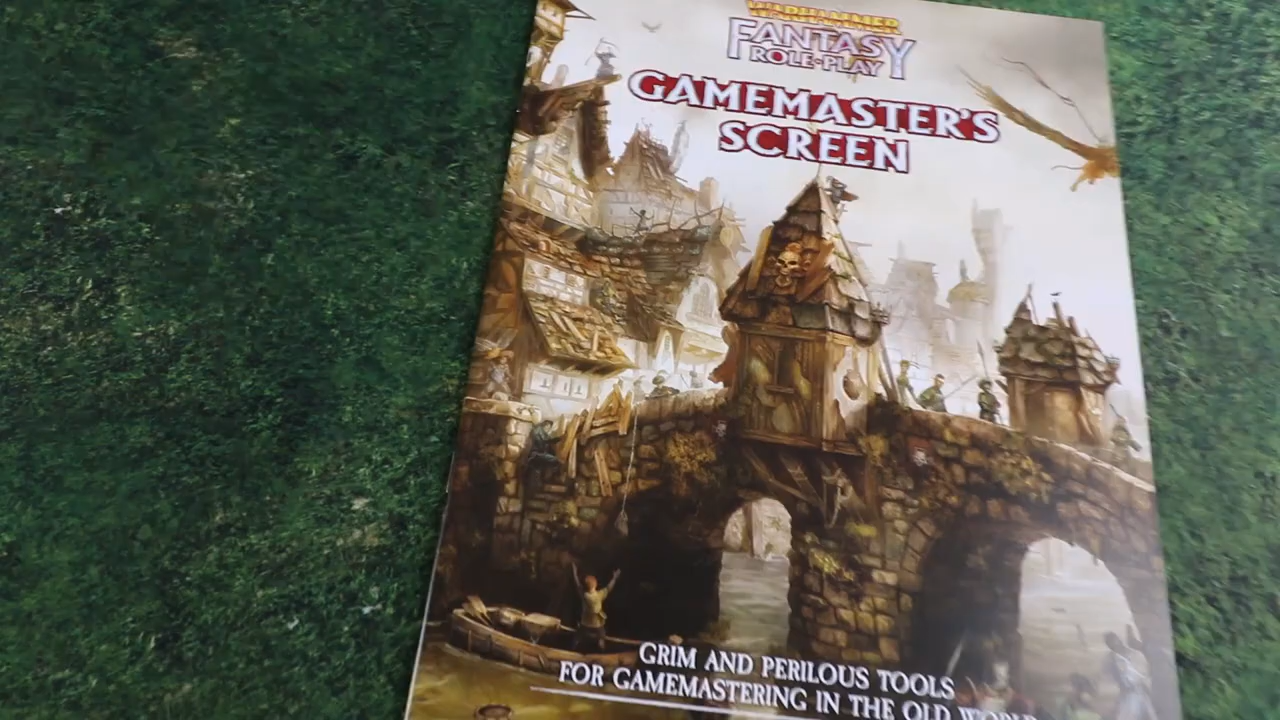 WARHAMMER
FANTASY
ROLE-PLAY
GAMEMASTER'S
SCREEN
GRIM AND PERILOUS TOOLS
FOR GAMEMASTERING IN THE OLD WORLD